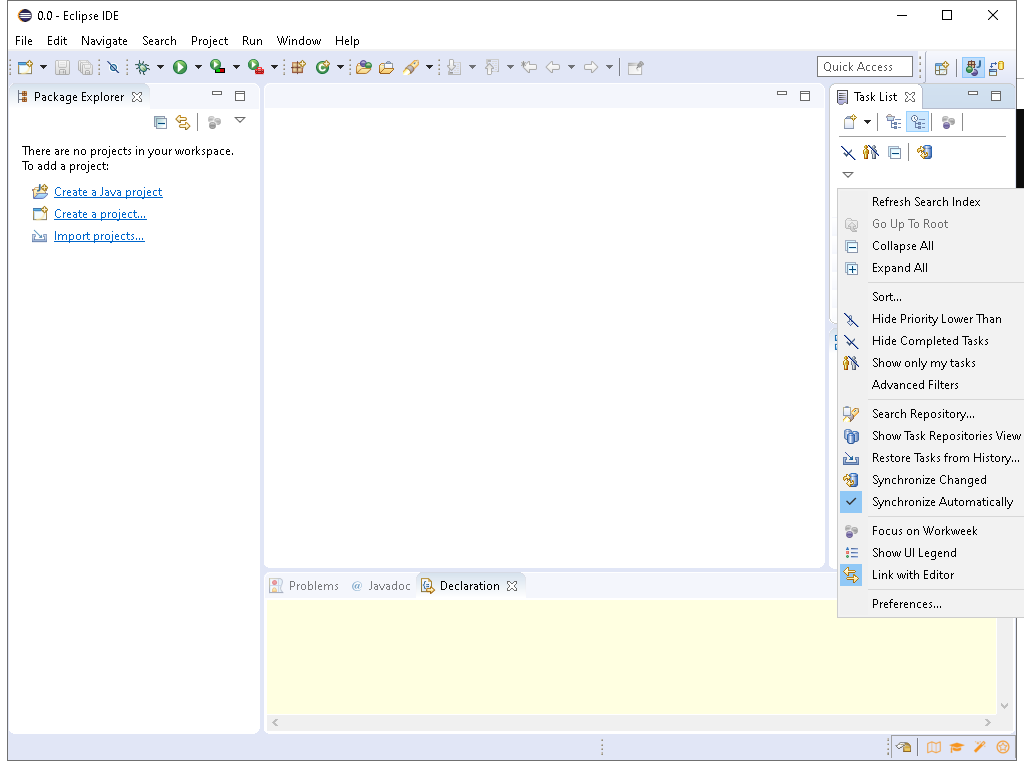 0.0 - Eclipse IDE
File Edit Navigate Search Project Run Window Help
Quick Access
Package Explorer
Task List
There are no projects in your workspace.
To add a project:
Create a Java project
Create a project...
Import projects...
Refresh Search Index
Go Up To Root
Collapse All
Expand All
Sort...
Hide Priority Lower Than
Hide Completed Tasks
Show only my tasks
Advanced Filters
Search Repository...
Show Task Repositories View
Restore Tasks from History...
Synchronize Changed
Synchronize Automatically
Focus on Workweek
Show UI Legend
Link with Editor
Preferences...
Problems @ Javadoc Declaration